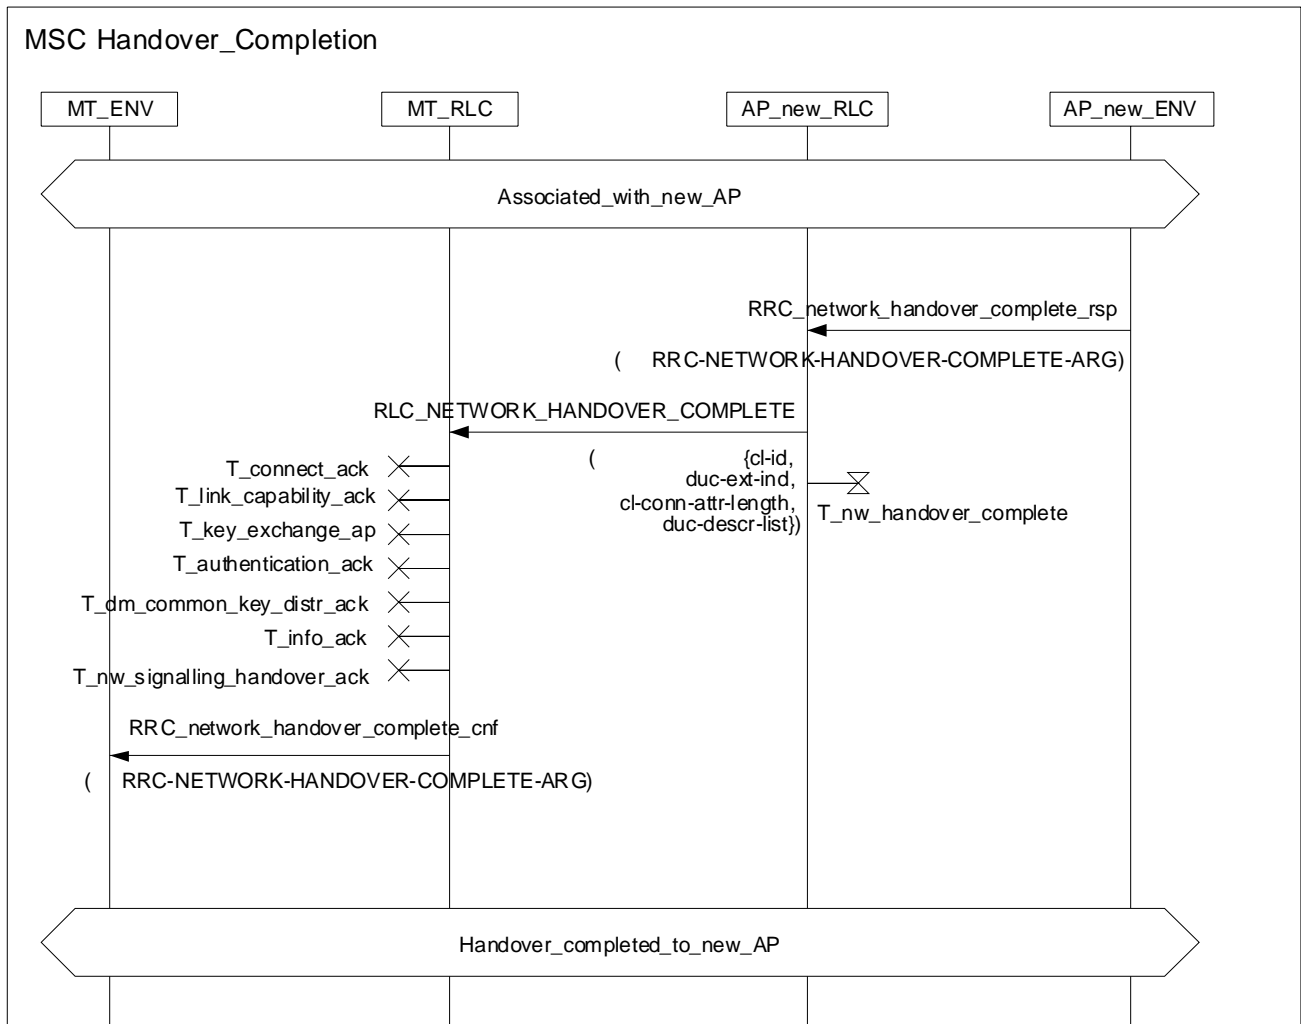 MSC Handover_Completion
MT_ENV
MT_RLC
AP_new_RLC
AP_new_ENV
Associated_with_new_AP
RRC_network_handover_complete_rsp
( RRC-NETWORK-HANDOVER-COMPLETE-ARG)
RLC_NETWORK_HANDOVER_COMPLETE
( {cl-id,
duc-ext-ind,
cl-conn-attr-length,
duc-descr-list})
T_nw_handover_complete
T_connect_ack
T_link_capability_ack
T_key_exchange_ap
T_authentication_ack
T_dm_common_key_distr_ack
T_info_ack
T_nw_signalling_handover_ack
RRC_network_handover_complete_cnf
( RRC-NETWORK-HANDOVER-COMPLETE-ARG)
Handover_completed_to_new_AP